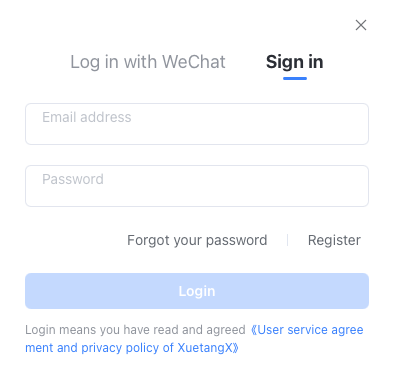 Log in with WeChat Sign in
Email address
Password
Forgot your password Register
Login
Login means you have read and agreed 《User service agree
ment and privacy policy of XuetangX》